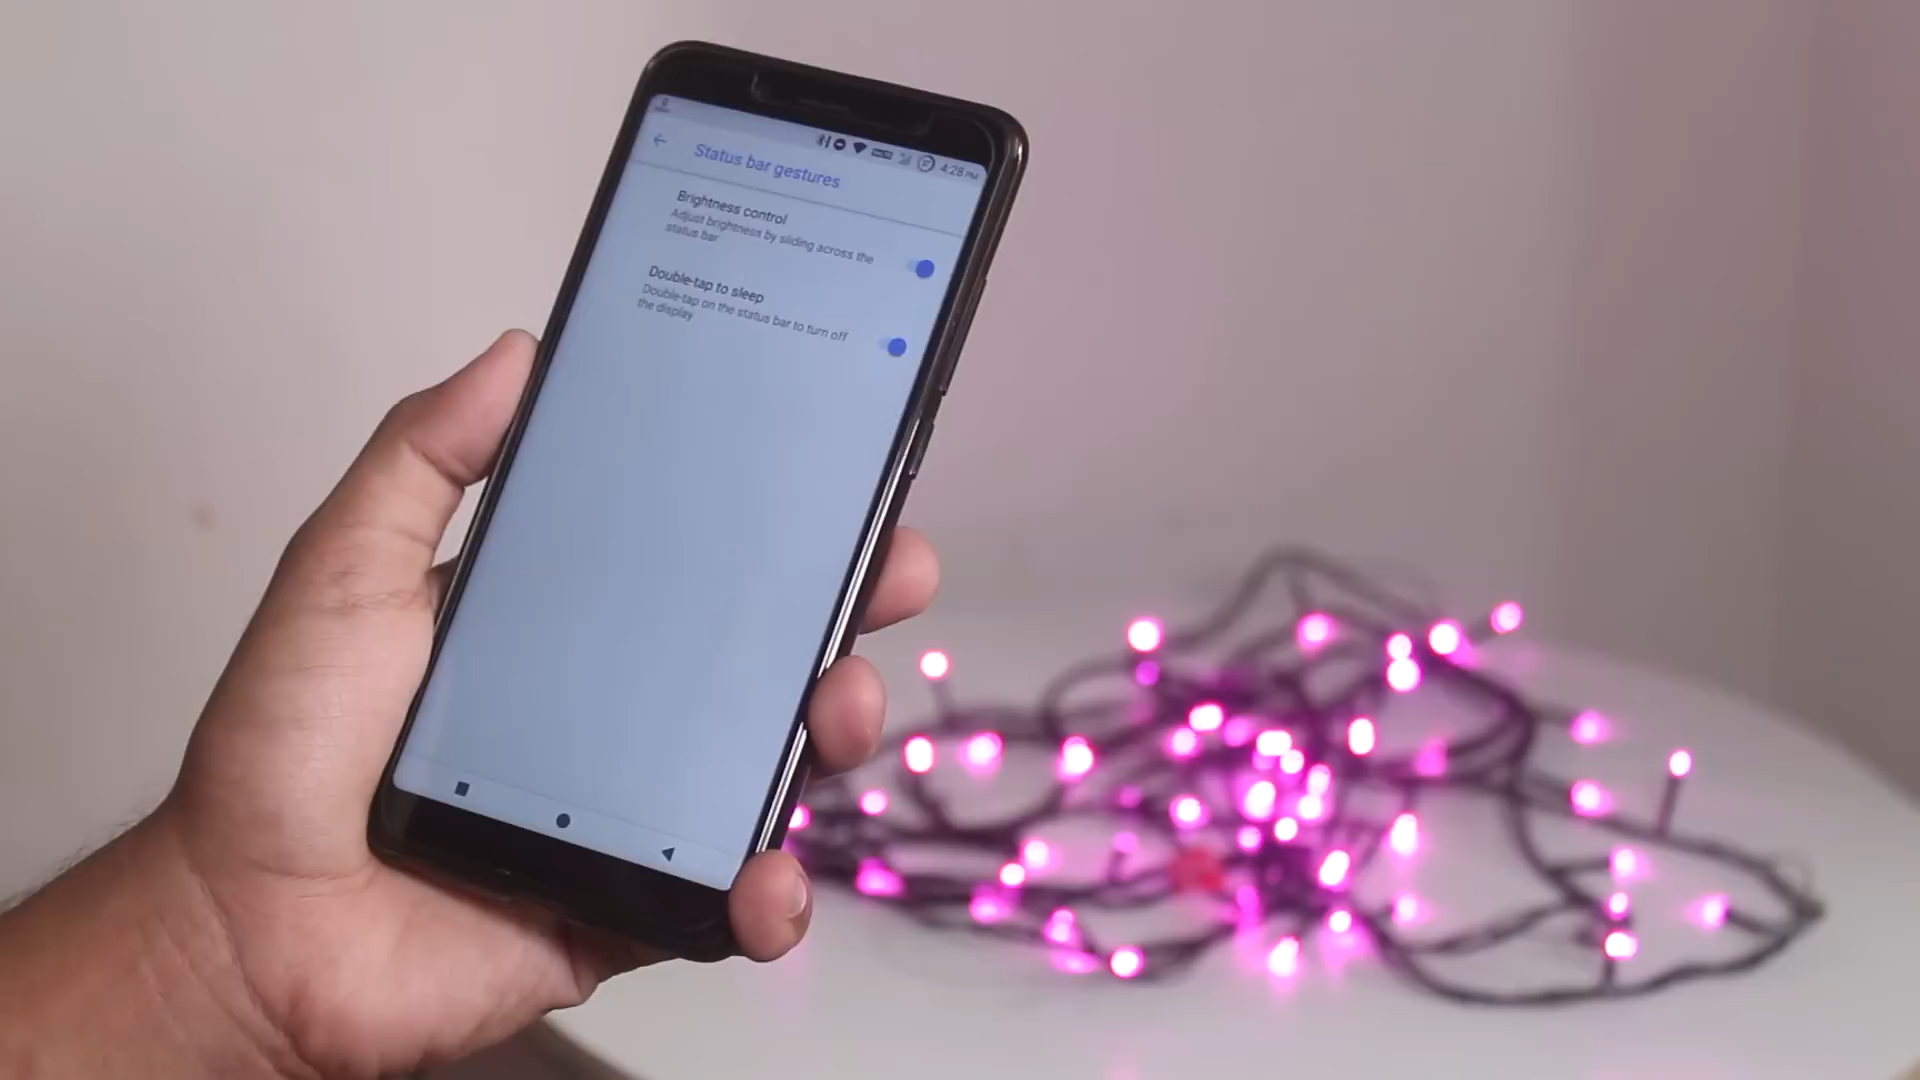 4:28 PM
Status bar gestures
Brightness control
Adjust brightness by sliding across the
status bar
Double-tap to sleep
Double-tap on the status bar to turn off
the display